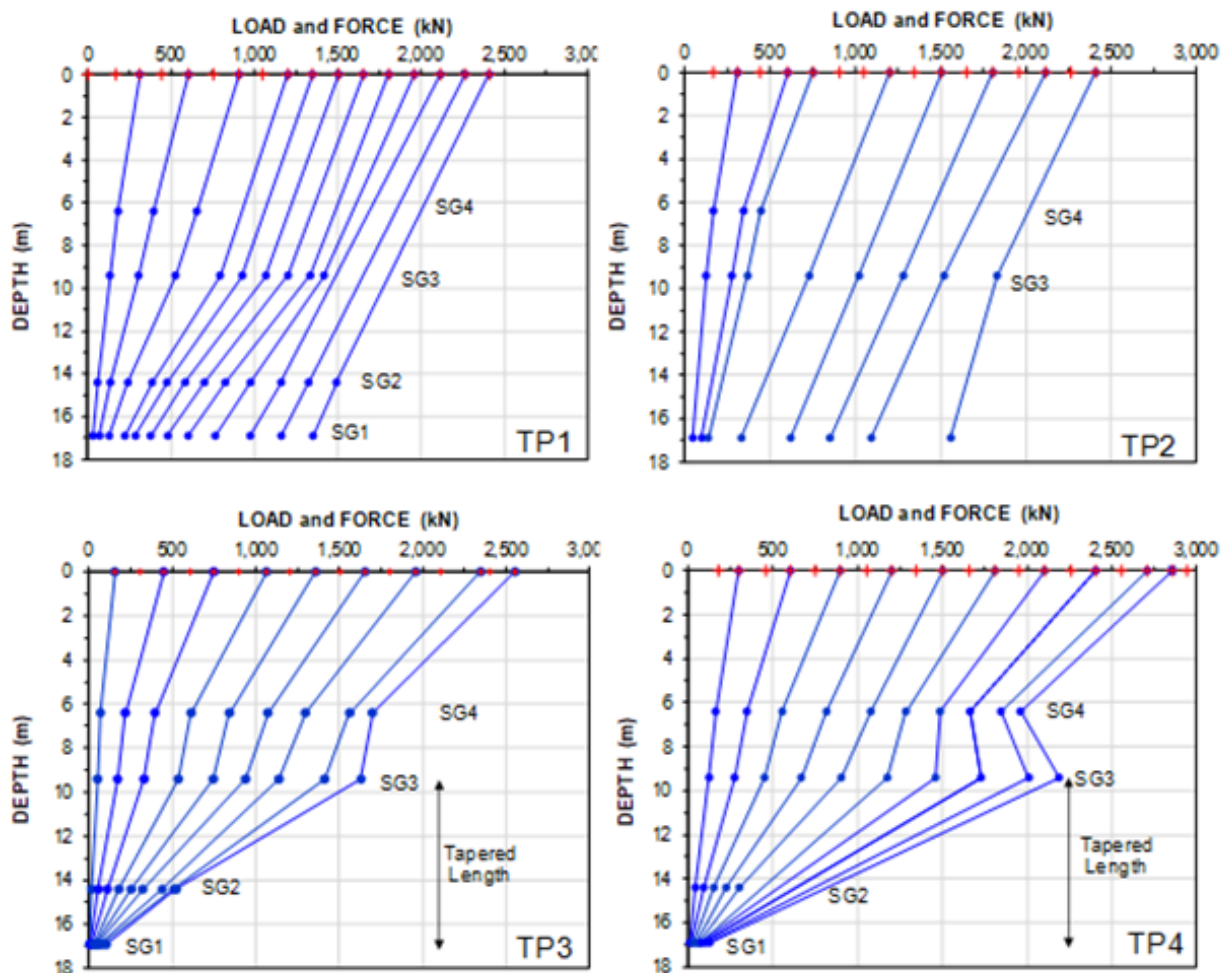 LOAD and FORCE (kN)
0 500 1,000 1,500 2,000 2,500 3,00
0
2
4
6
8
10
12
14
16
18
DEPTH (m)
SG4
SG3
SG2
SG1
TP1
LOAD and FORCE (kN)
0 500 1,000 1,500 2,000 2,500 3,000
0
2
4
6
8
10
12
14
16
18
DEPTH (m)
SG4
SG3
TP2
LOAD and FORCE (kN)
0 500 1,000 1,500 2,000 2,500 3,00
0
2
4
6
8
10
12
14
16
18
DEPTH (m)
SG4
SG3
Tapered
Length
SG2
SG1
TP3
LOAD and FORCE (kN)
0 500 1,000 1,500 2,000 2,500 3,000
0
2
4
6
8
10
12
14
16
18
DEPTH (m)
SG4
SG3
Tapered
Length
SG2
SG1
TP4